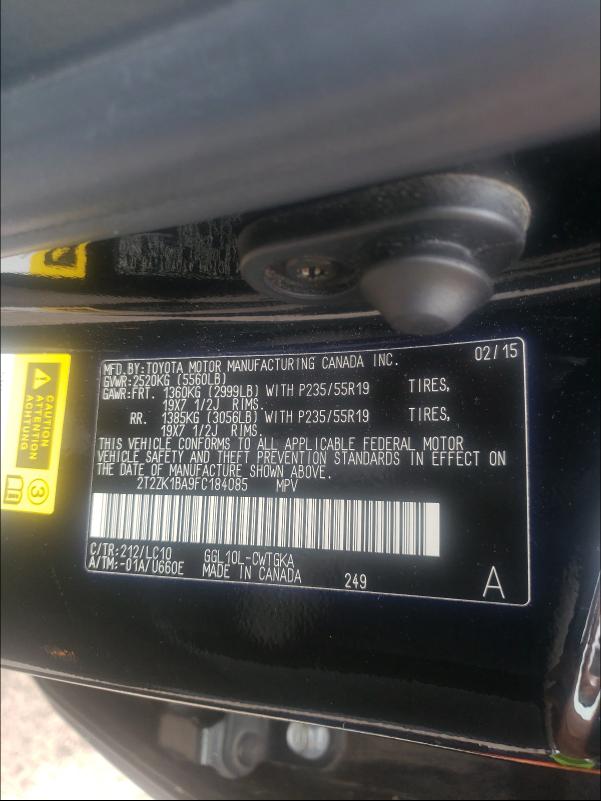 MFD.BY:TOYOTA MOTOR MANUFACTURING CANADA INC. 02/15
GVWR:2520KG (5560LB)
GAWR:FRT. 1360KG (2999LB) WITH P235/55R19 TIRES,
19X7 1/2J RIMS.
RR. 1385KG (3056LB) WITH P235/55R19 TIRES,
19X7 1/2J RIMS.
THIS VEHICLE CONFORMS TO ALL APPLICABLE FEDERAL MOTOR
VEHICLE SAFETY AND THEFT PREVENTION STANDARDS IN EFFECT ON
THE DATE OF MANUFACTURE SHOWN ABOVE.
2T2ZK1BA9FC184085 MPV
C/TR:212/LC10 GGL10L-CWTGKA
A/TM:-01A/U660E MADE IN CANADA 249 A
CAUTION
ATTENTION
ACHTUNG
3